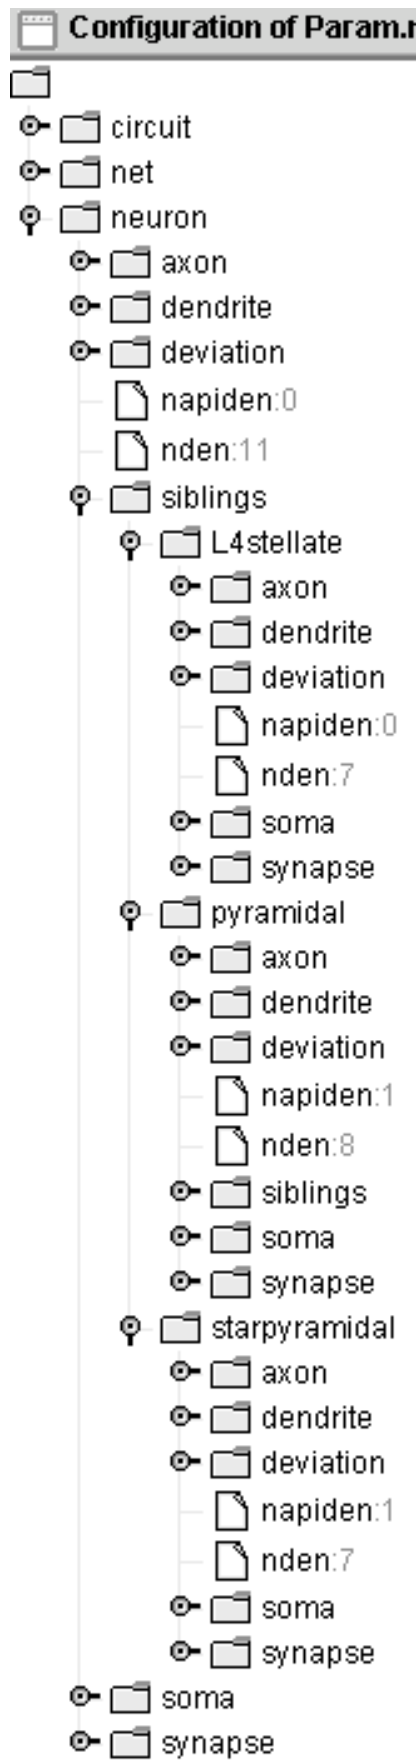 Configuration of Param.
circuit
net
neuron
axon
dendrite
deviation
napiden:0
nden:11
siblings
L4stellate
axon
dendrite
deviation
napiden:0
nden:7
soma
synapse
pyramidal
axon
dendrite
deviation
napiden:1
nden:8
siblings
soma
synapse
starpyramidal
axon
dendrite
deviation
napiden:1
nden:7
soma
synapse
soma
synapse